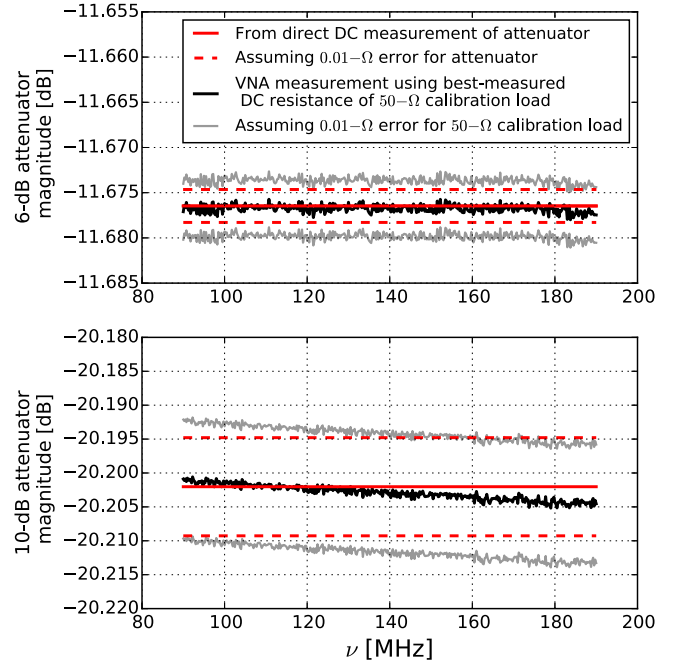 −11.655
−11.660
−11.665
−11.670
−11.675
−11.680
−11.685
6-dB attenuator
magnitude [dB]
From direct DC measurement of attenuator
Assuming 0.01−Ω error for attenuator
VNA measurement using best-measured
DC resistance of 50−Ω calibration load
Assuming 0.01−Ω error for 50−Ω calibration load
80 100 120 140 160 180 200
−20.180
−20.185
−20.190
−20.195
−20.200
−20.205
−20.210
−20.215
−20.220
10-dB attenuator
magnitude [dB]
80 100 120 140 160 180 200
ν [MHz]